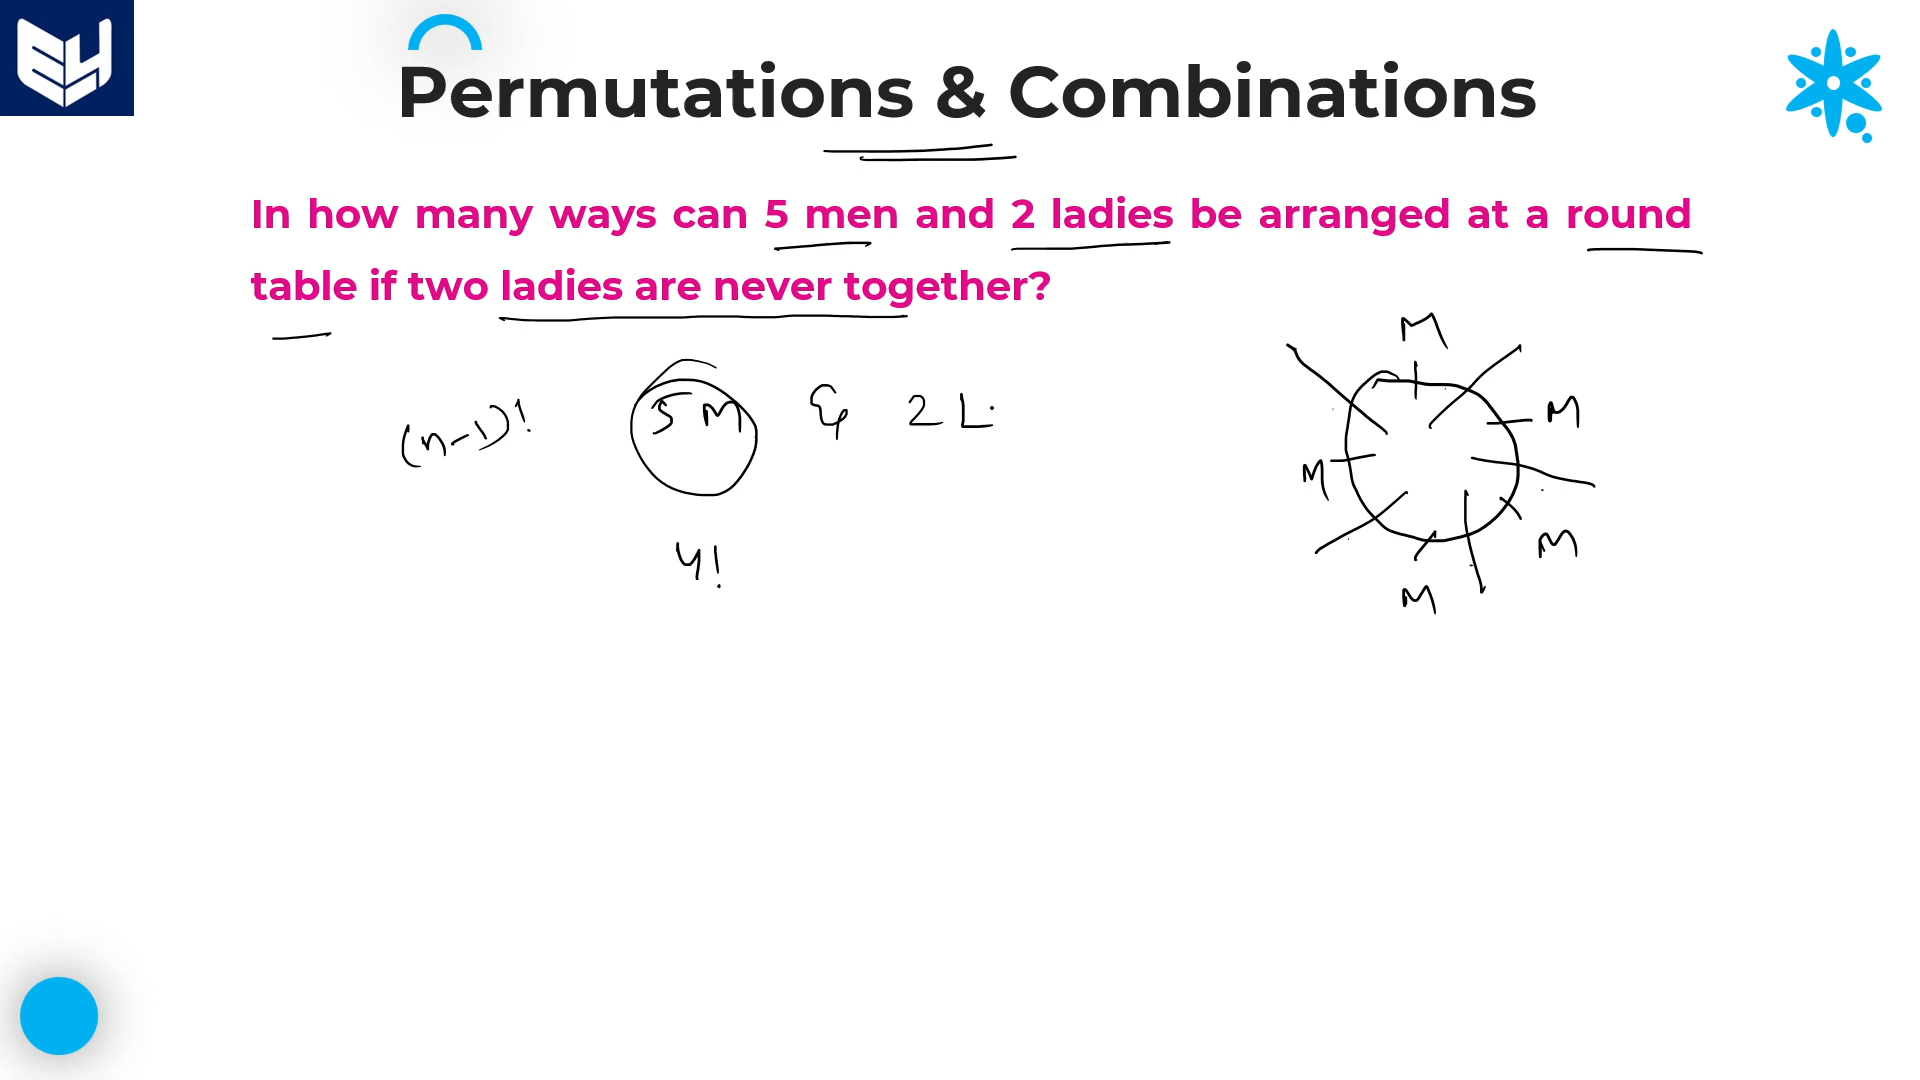 Permutations & Combinations
In how many ways can 5 men and 2 ladies be arranged at a round
table if two ladies are never together?
(n-1)! 5 M & 2 L
4!
M
M
M
M
M